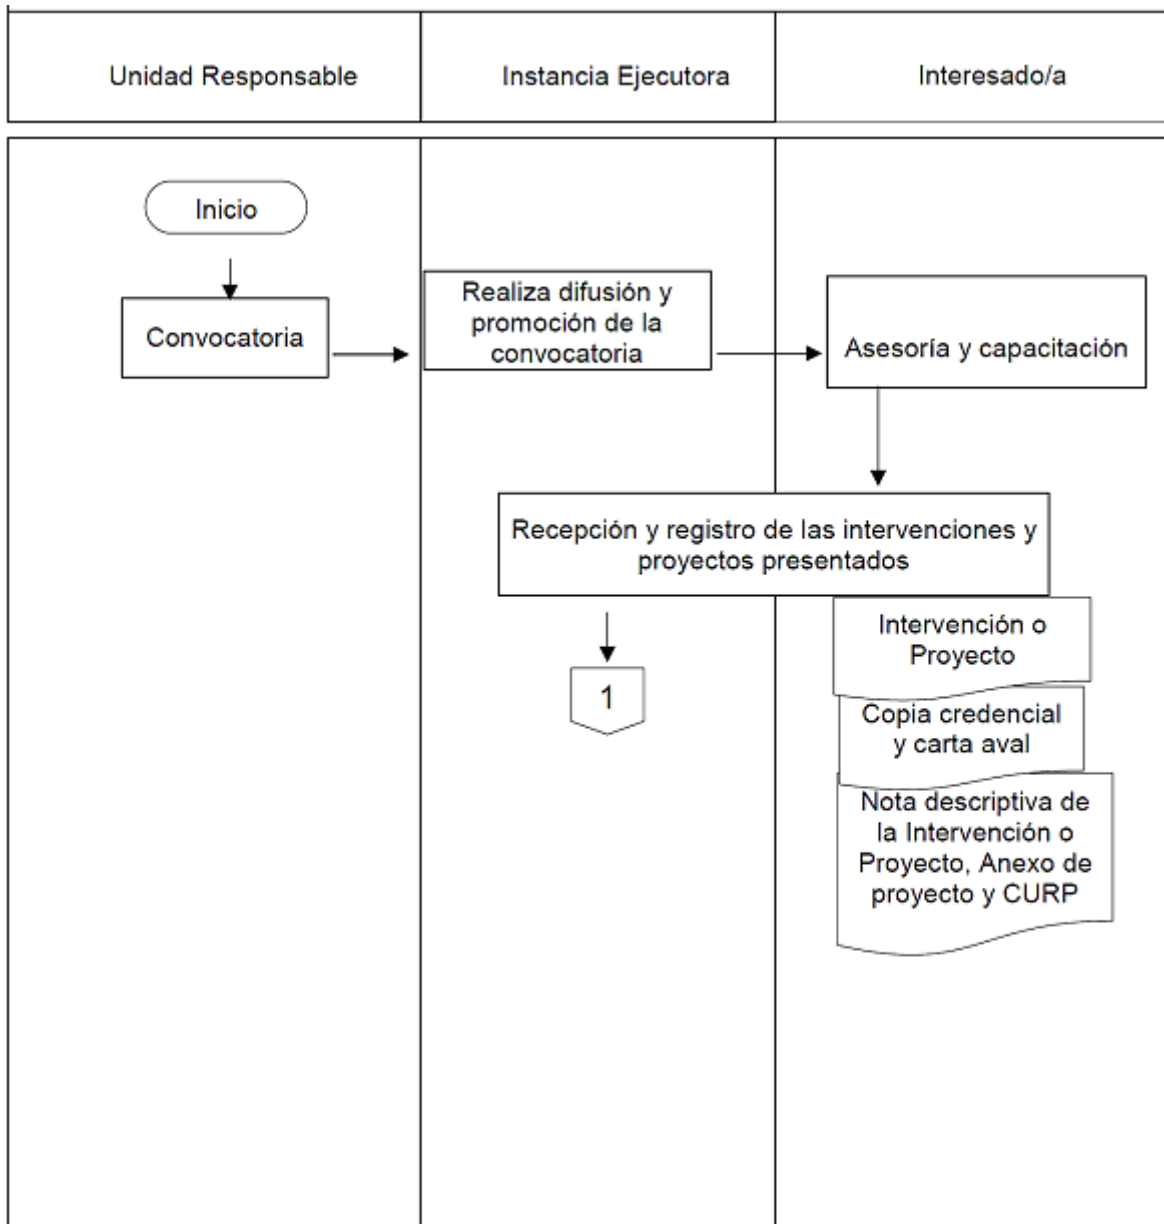 Unidad Responsable
Instancia Ejecutora
Interesado/a
Inicio
Convocatoria
Realiza difusión y
promoción de la
convocatoria
Asesoría y capacitación
Recepción y registro de las intervenciones y
proyectos presentados
1
Intervención o
Proyecto
Copia credencial
y carta aval
Nota descriptiva de
la Intervención o
Proyecto, Anexo de
proyecto y CURP